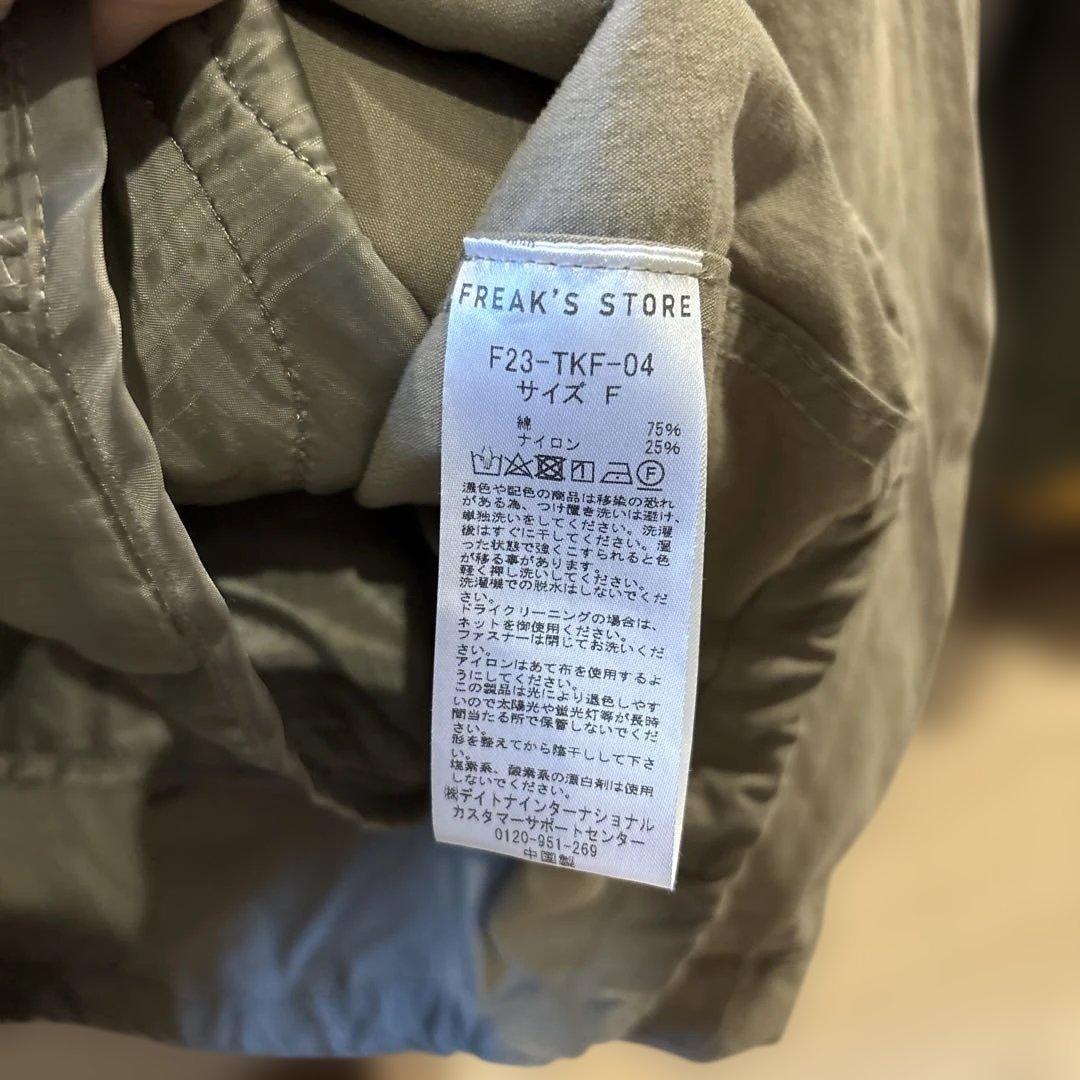 FREAK'S STORE
F23-TKF-04
サイズ F
綿 75%
ナイロン 25%
F
濃色や配色の商品は移染の恐れ
がある為、つけ置き洗いは避け、
単独洗いをしてください。洗濯
後はすぐに干してください。湿
った状態で強くこすられると色
が移る事があります。
軽く押し洗いしてください。
洗濯機での脱水はしないでくだ
さい。
ドライクリーニングの場合は、
ネットを御使用ください。
ファスナーは閉じてお洗いくだ
さい。
アイロンはあて布を使用するよ
うにしてください。
この製品は光により退色しやす
いので太陽光や蛍光灯等が長時
間当たる所で保管しないでくだ
さい。
形を整えてから陰干しして下さ
い。
塩素系、酸素系の漂白剤は使用
しないでください。
㈱デイトナインターナショナル
カスタマーサポートセンター
0120-951-269
中国製